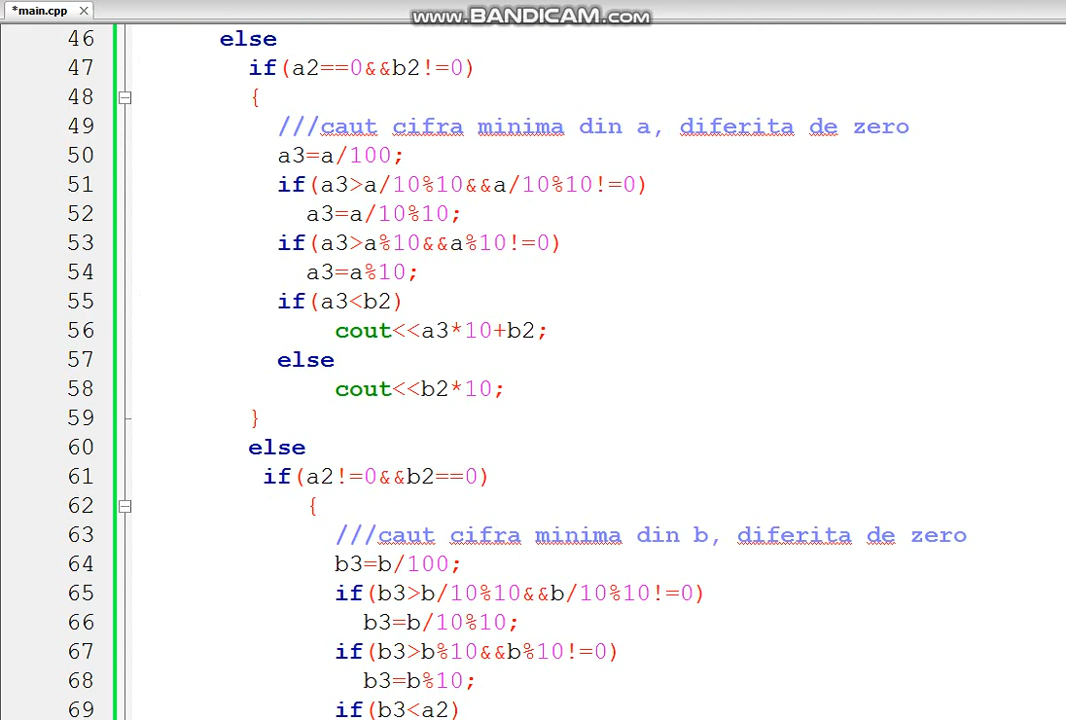 *main.cpp
www.BANDICAM.com
46 else
47 if(a2==0&&b2!=0)
48 {
49 ///caut cifra minima din a, diferita de zero
50 a3=a/100;
51 if(a3>a/10%10&&a/10%10!=0)
52 a3=a/10%10;
53 if(a3>a%10&&a%10!=0)
54 a3=a%10;
55 if(a3<b2)
56 cout<<a3*10+b2;
57 else
58 cout<<b2*10;
59 }
60 else
61 if(a2!=0&&b2==0)
62 {
63 ///caut cifra minima din b, diferita de zero
64 b3=b/100;
65 if(b3>b/10%10&&b/10%10!=0)
66 b3=b/10%10;
67 if(b3>b%10&&b%10!=0)
68 b3=b%10;
69 if(b3<a2)